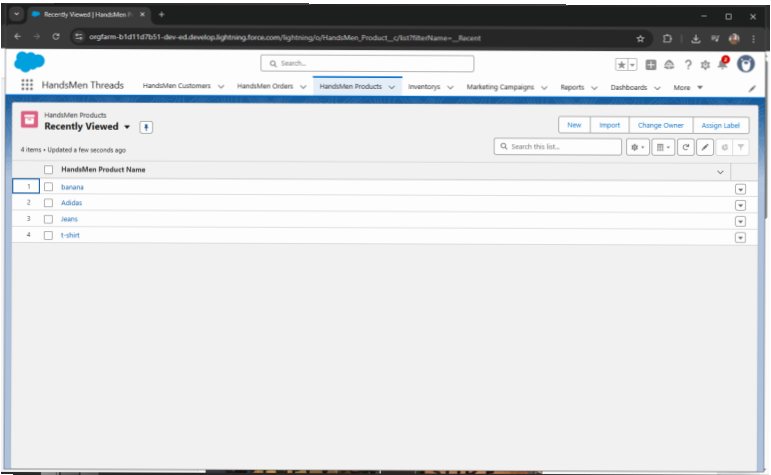 Recently Viewed | HandsMen P
orgfarm-b1d11d7b51-dev-ed.develop.lightning.force.com/lightning/o/HandsMen_Product__c/list?filterName=__Recent
Search...
HandsMen Threads HandsMen Customers HandsMen Orders HandsMen Products Inventorys Marketing Campaigns Reports Dashboards More
HandsMen Products
Recently Viewed
New Import Change Owner Assign Label
4 items • Updated a few seconds ago
Search this list...
HandsMen Product Name
1 banana
2 Adidas
3 Jeans
4 t-shirt